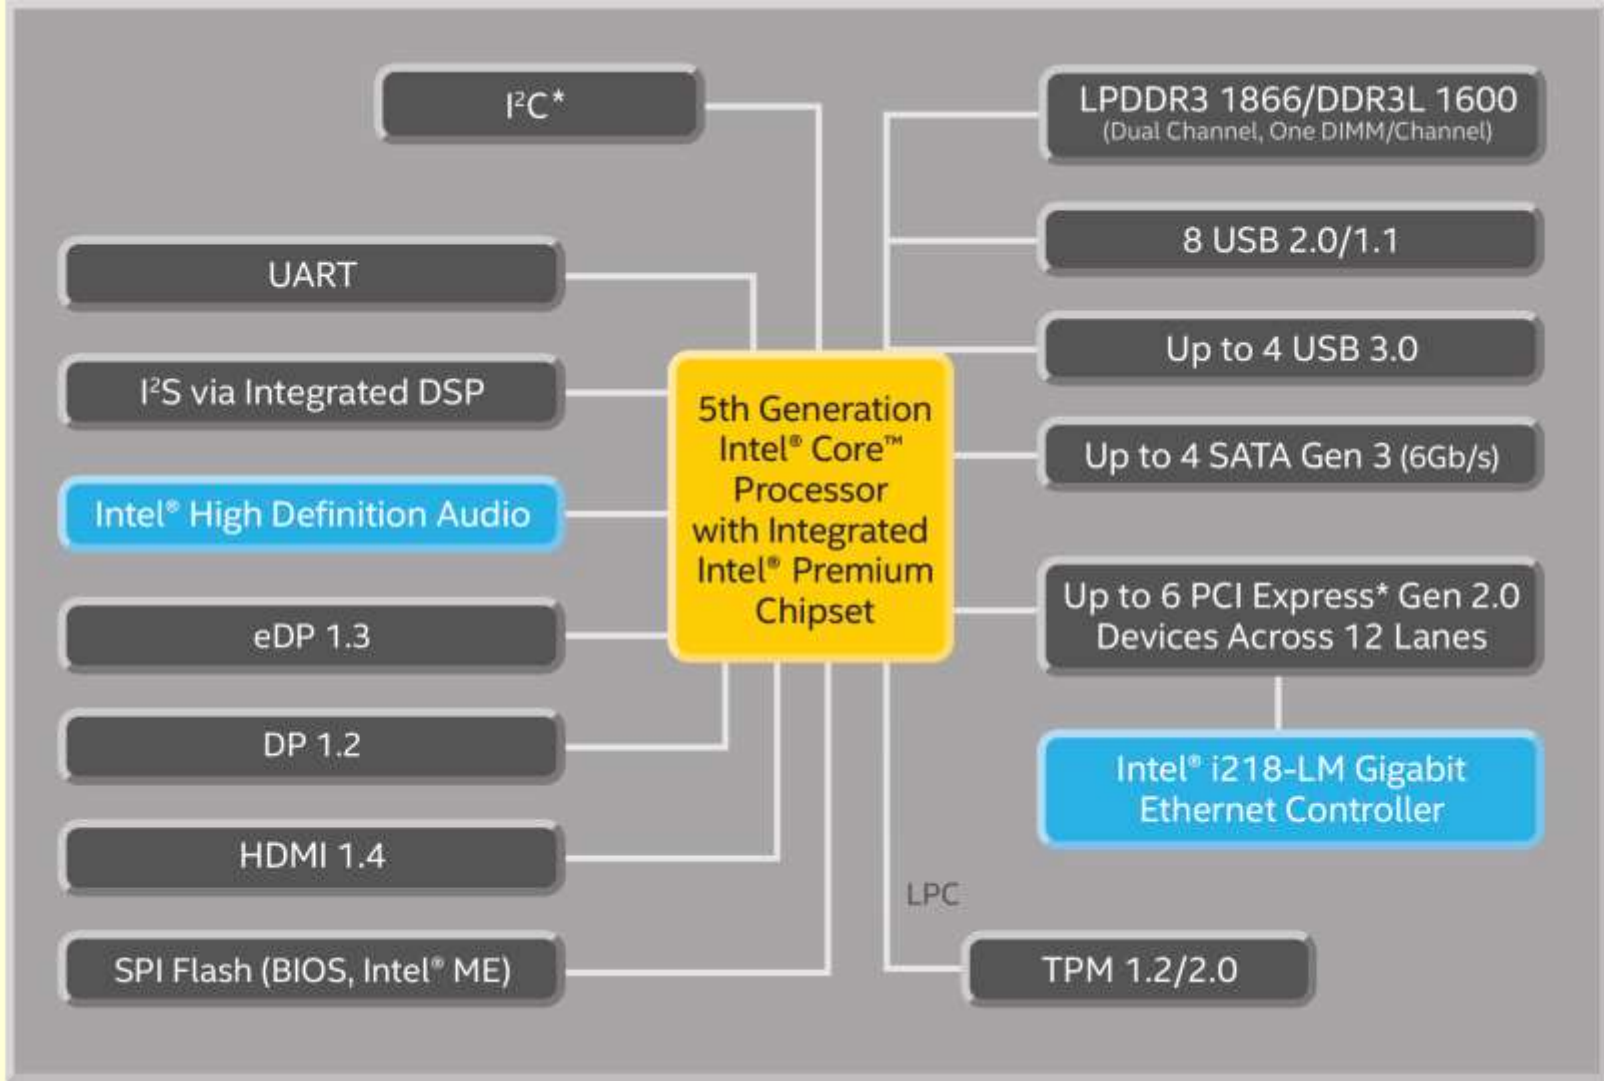 I²C*
UART
I²S via Integrated DSP
Intel® High Definition Audio
eDP 1.3
DP 1.2
HDMI 1.4
SPI Flash (BIOS, Intel® ME)
5th Generation
Intel® Core™
Processor
with Integrated
Intel® Premium
Chipset
LPDDR3 1866/DDR3L 1600
(Dual Channel, One DIMM/Channel)
8 USB 2.0/1.1
Up to 4 USB 3.0
Up to 4 SATA Gen 3 (6Gb/s)
Up to 6 PCI Express* Gen 2.0
Devices Across 12 Lanes
Intel® i218-LM Gigabit
Ethernet Controller
LPC
TPM 1.2/2.0